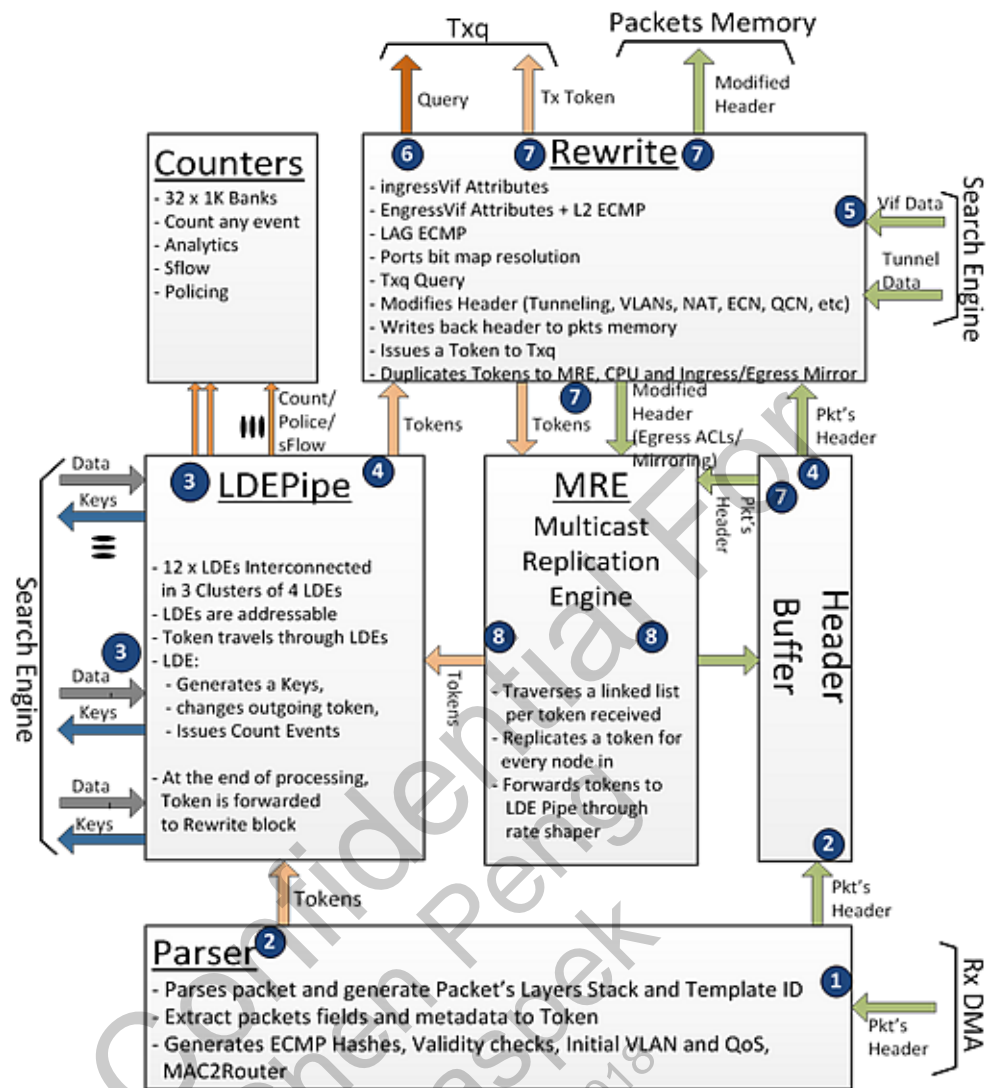 Txq
Packets Memory
Query
Tx Token
Modified
Header
Counters
- 32 x 1K Banks
- Count any event
- Analytics
- Sflow
- Policing
6
7
Rewrite
7
- ingressVif Attributes
- EngressVif Attributes + L2 ECMP
- LAG ECMP
- Ports bit map resolution
- Txq Query
- Modifies Header (Tunneling, VLANs, NAT, ECN, QCN, etc)
- Writes back header to pkts memory
- Issues a Token to Txq
- Duplicates Tokens to MRE, CPU and Ingress/Egress Mirror
5
Vif Data
Tunnel
Data
Search Engine
Count/
Police/
sFlow
Tokens
Tokens
7
Modified
Header
(Egress ACLs/
Mirroring)
Pkt's
Header
Search Engine
Data
Keys
3
Data
Keys
Data
Keys
3
LDEPipe
4
- 12 x LDEs Interconnected
in 3 Clusters of 4 LDEs
- LDEs are addressable
- Token travels through LDEs
- LDE:
- Generates a Keys,
- changes outgoing token,
- Issues Count Events
- At the end of processing,
Token is forwarded
to Rewrite block
MRE
Multicast
Replication
Engine
8
8
Tokens
- Traverses a linked list
per token received
- Replicates a token for
every node in
- Forwards tokens to
LDE Pipe through
rate shaper
Pkt's
Header
7
4
Header
Buffer
2
Tokens
Pkt's
Header
Parser
2
- Parses packet and generate Packet's Layers Stack and Template ID
- Extract packets fields and metadata to Token
- Generates ECMP Hashes, Validity checks, Initial VLAN and QoS,
MAC2Router
1
Pkt's
Header
Rx DMA
Confidential For
Peng
2018